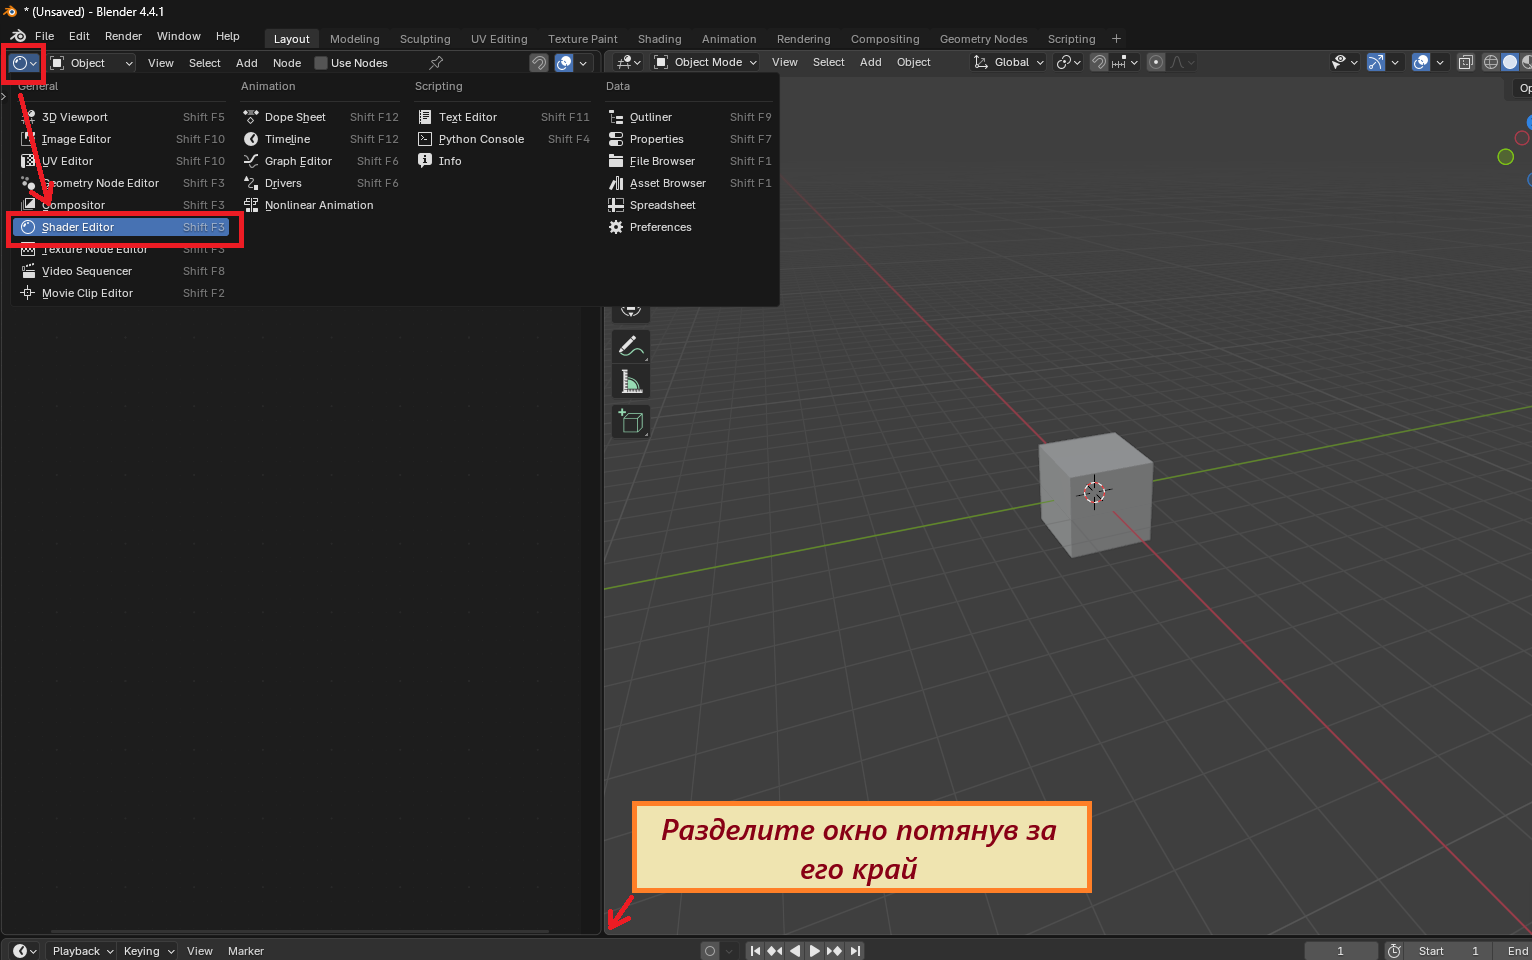 * (Unsaved) - Blender 4.4.1
File Edit Render Window Help Layout Modeling Sculpting UV Editing Texture Paint Shading Animation Rendering Compositing Geometry Nodes Scripting +
Object View Select Add Node Use Nodes
Object Mode View Select Add Object Global
Op
General
3D Viewport Shift F5
Image Editor Shift F10
UV Editor Shift F10
Geometry Node Editor Shift F3
Compositor Shift F3
Shader Editor Shift F3
Texture Node Editor Shift F3
Video Sequencer Shift F8
Movie Clip Editor Shift F2
Animation
Dope Sheet Shift F12
Timeline Shift F12
Graph Editor Shift F6
Drivers Shift F6
Nonlinear Animation
Scripting
Text Editor Shift F11
Python Console Shift F4
Info
Data
Outliner Shift F9
Properties Shift F7
File Browser Shift F1
Asset Browser Shift F1
Spreadsheet
Preferences
Разделите окно потянув за
его край
Playback Keying View Marker 1 Start 1 End